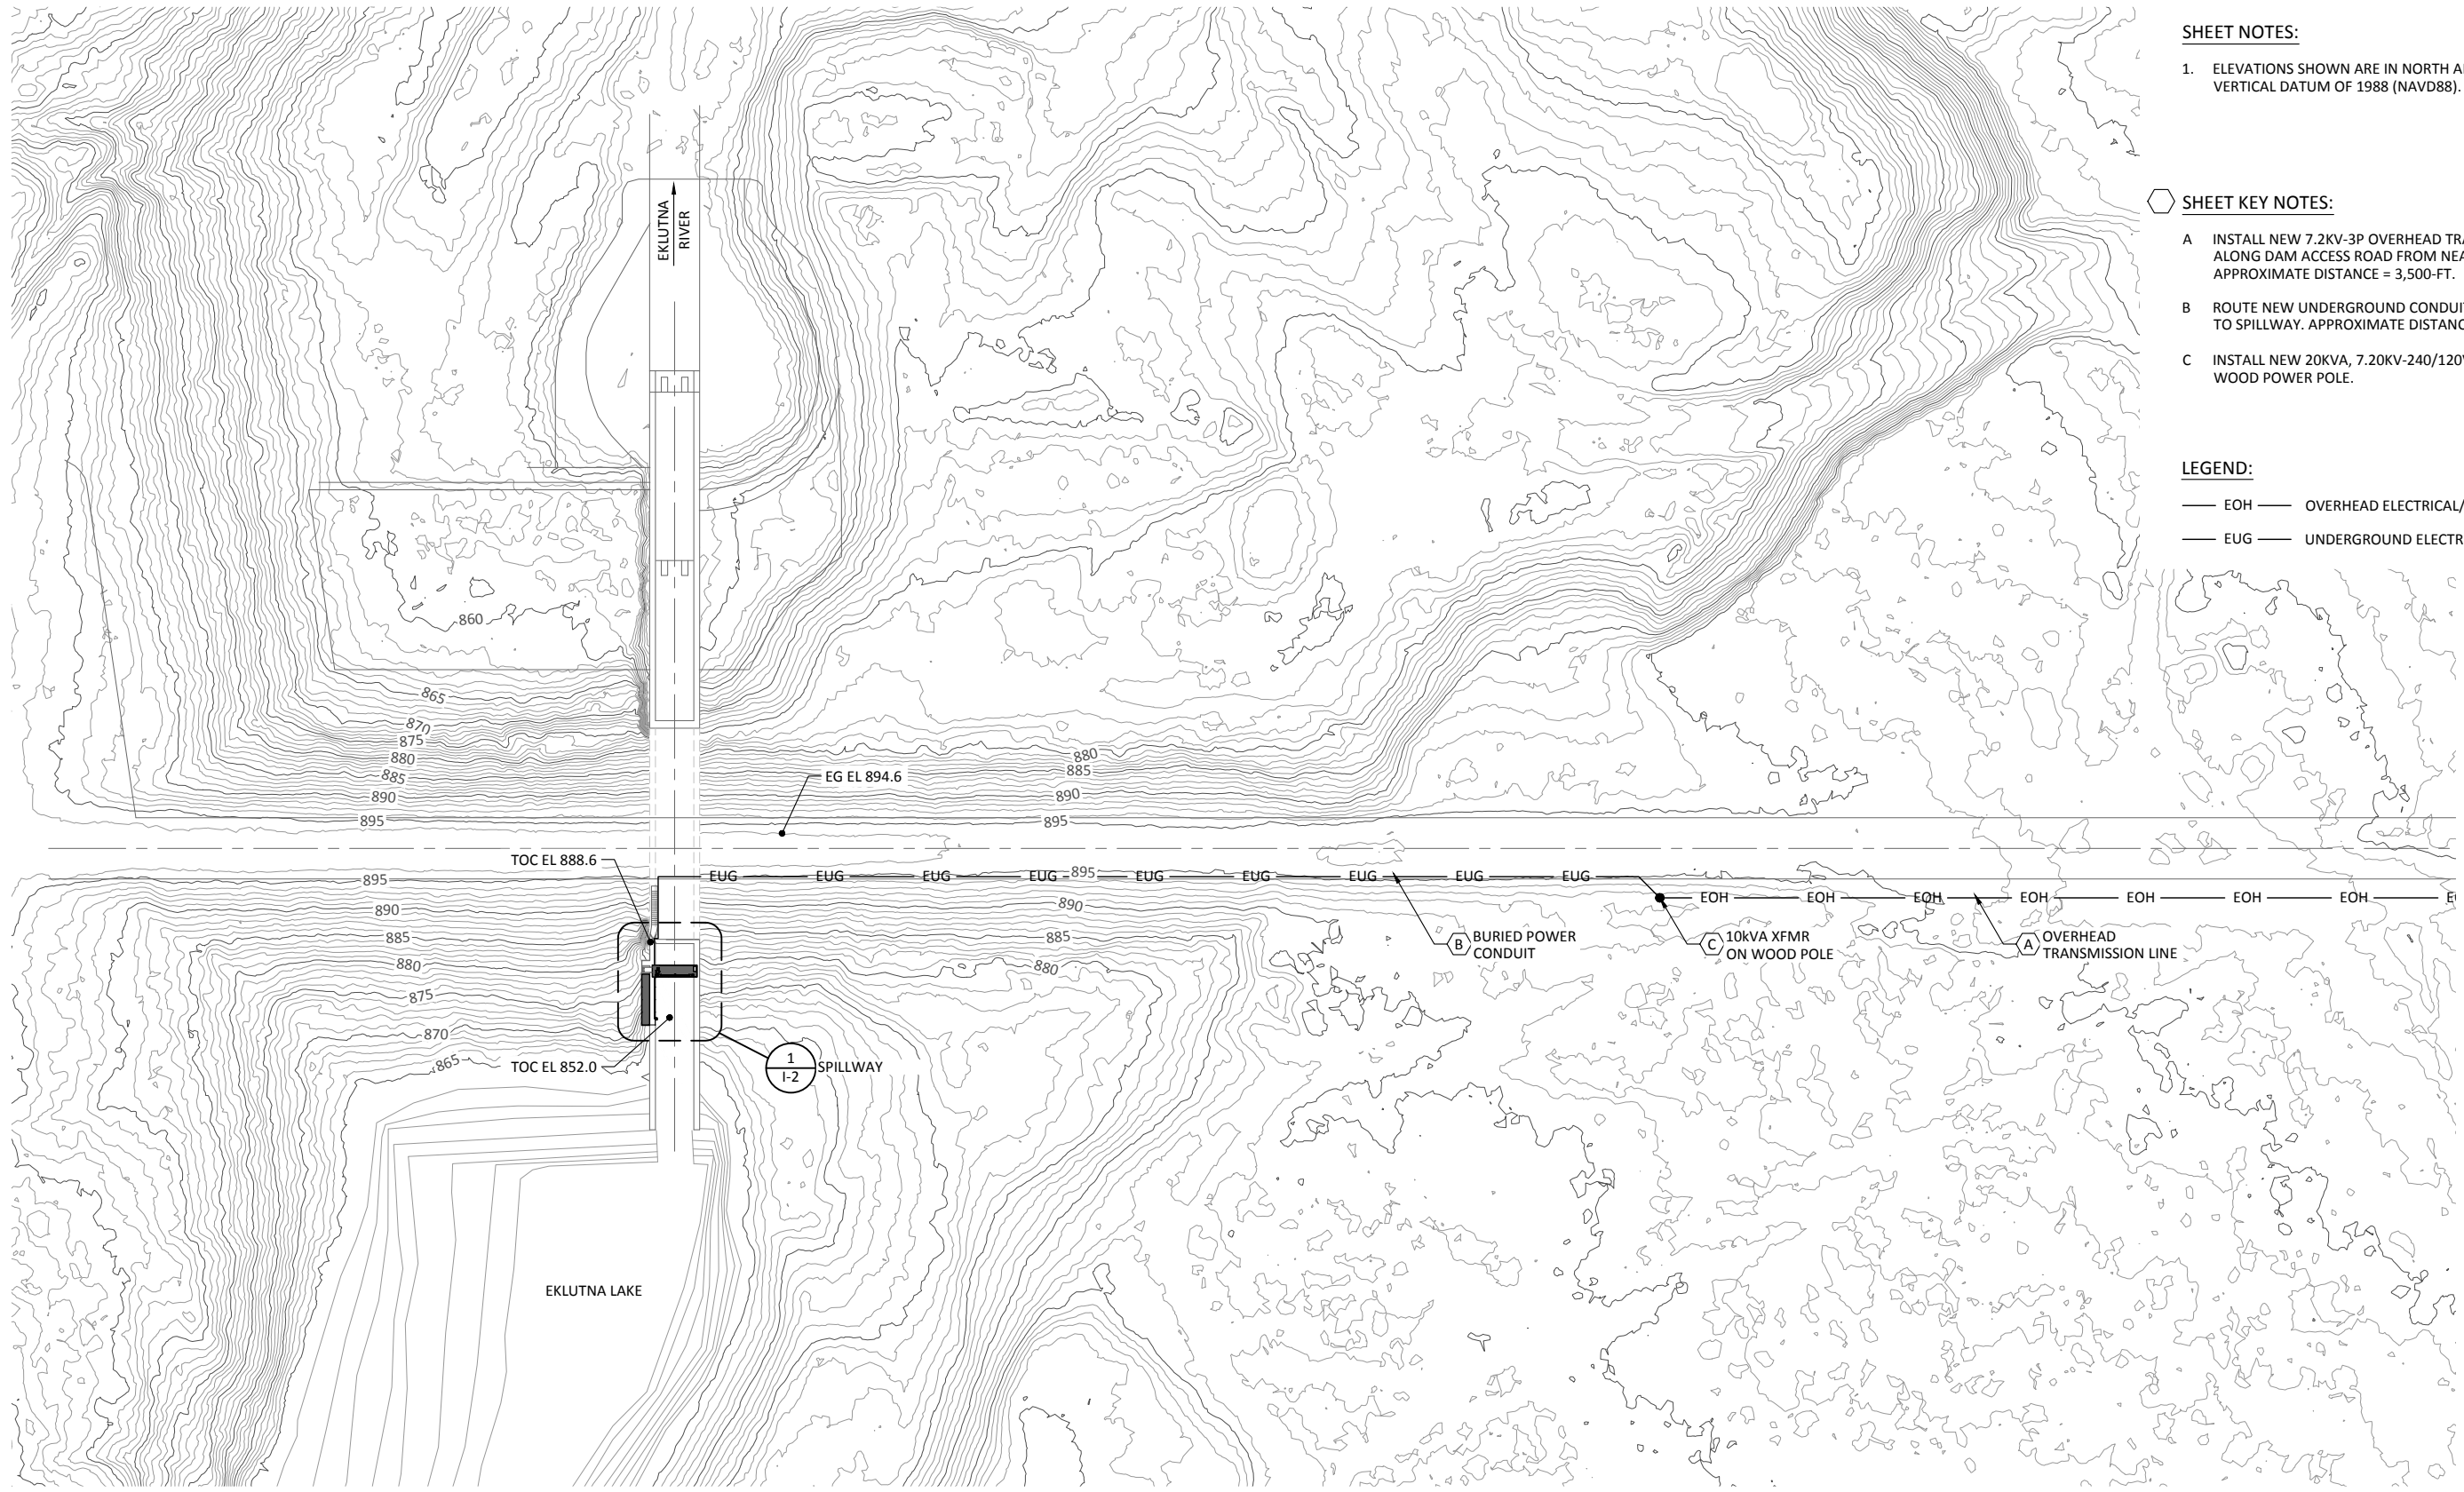 SHEET NOTES:
1. ELEVATIONS SHOWN ARE IN NORTH
VERTICAL DATUM OF 1988 (NAVD88).
SHEET KEY NOTES:
A INSTALL NEW 7.2KV-3P OVERHEAD
ALONG DAM ACCESS ROAD FROM
APPROXIMATE DISTANCE = 3,500-FT.
B ROUTE NEW UNDERGROUND
TO SPILLWAY. APPROXIMATE
C INSTALL NEW 20KVA, 7.20KV-240/120
WOOD POWER POLE.
LEGEND:
EOH OVERHEAD ELECTRICAL/
EUG UNDERGROUND
EKLUTNA
RIVER
860
865
870
875
880
885
890
895
880
885
890
895
EG EL 894.6
TOC EL 888.6
895
890
885
880
875
870
865
EUG EUG EUG EUG 895 EUG EUG EUG EUG EUG
890
885
880
EOH EOH EOH EOH EOH EOH EOH
B BURIED POWER
CONDUIT
C 10kVA XFMR
ON WOOD POLE
A OVERHEAD
TRANSMISSION LINE
TOC EL 852.0
1
I-2
SPILLWAY
EKLUTNA LAKE